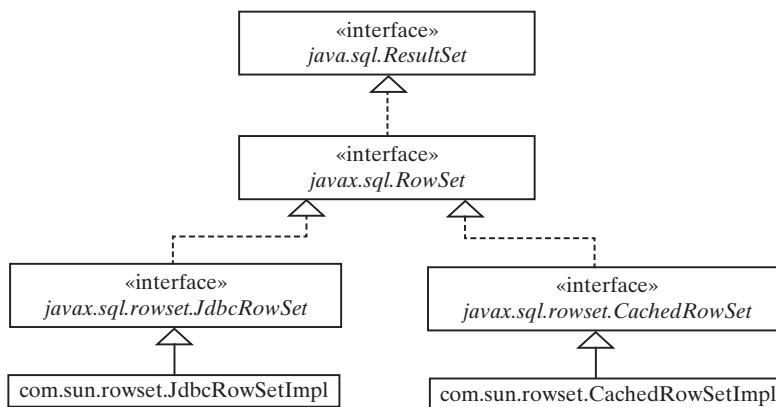 «interface»
java.sql.ResultSet
«interface»
javax.sql.RowSet
«interface»
javax.sql.rowset.JdbcRowSet
«interface»
javax.sql.rowset.CachedRowSet
com.sun.rowset.JdbcRowSetImpl
com.sun.rowset.CachedRowSetImpl